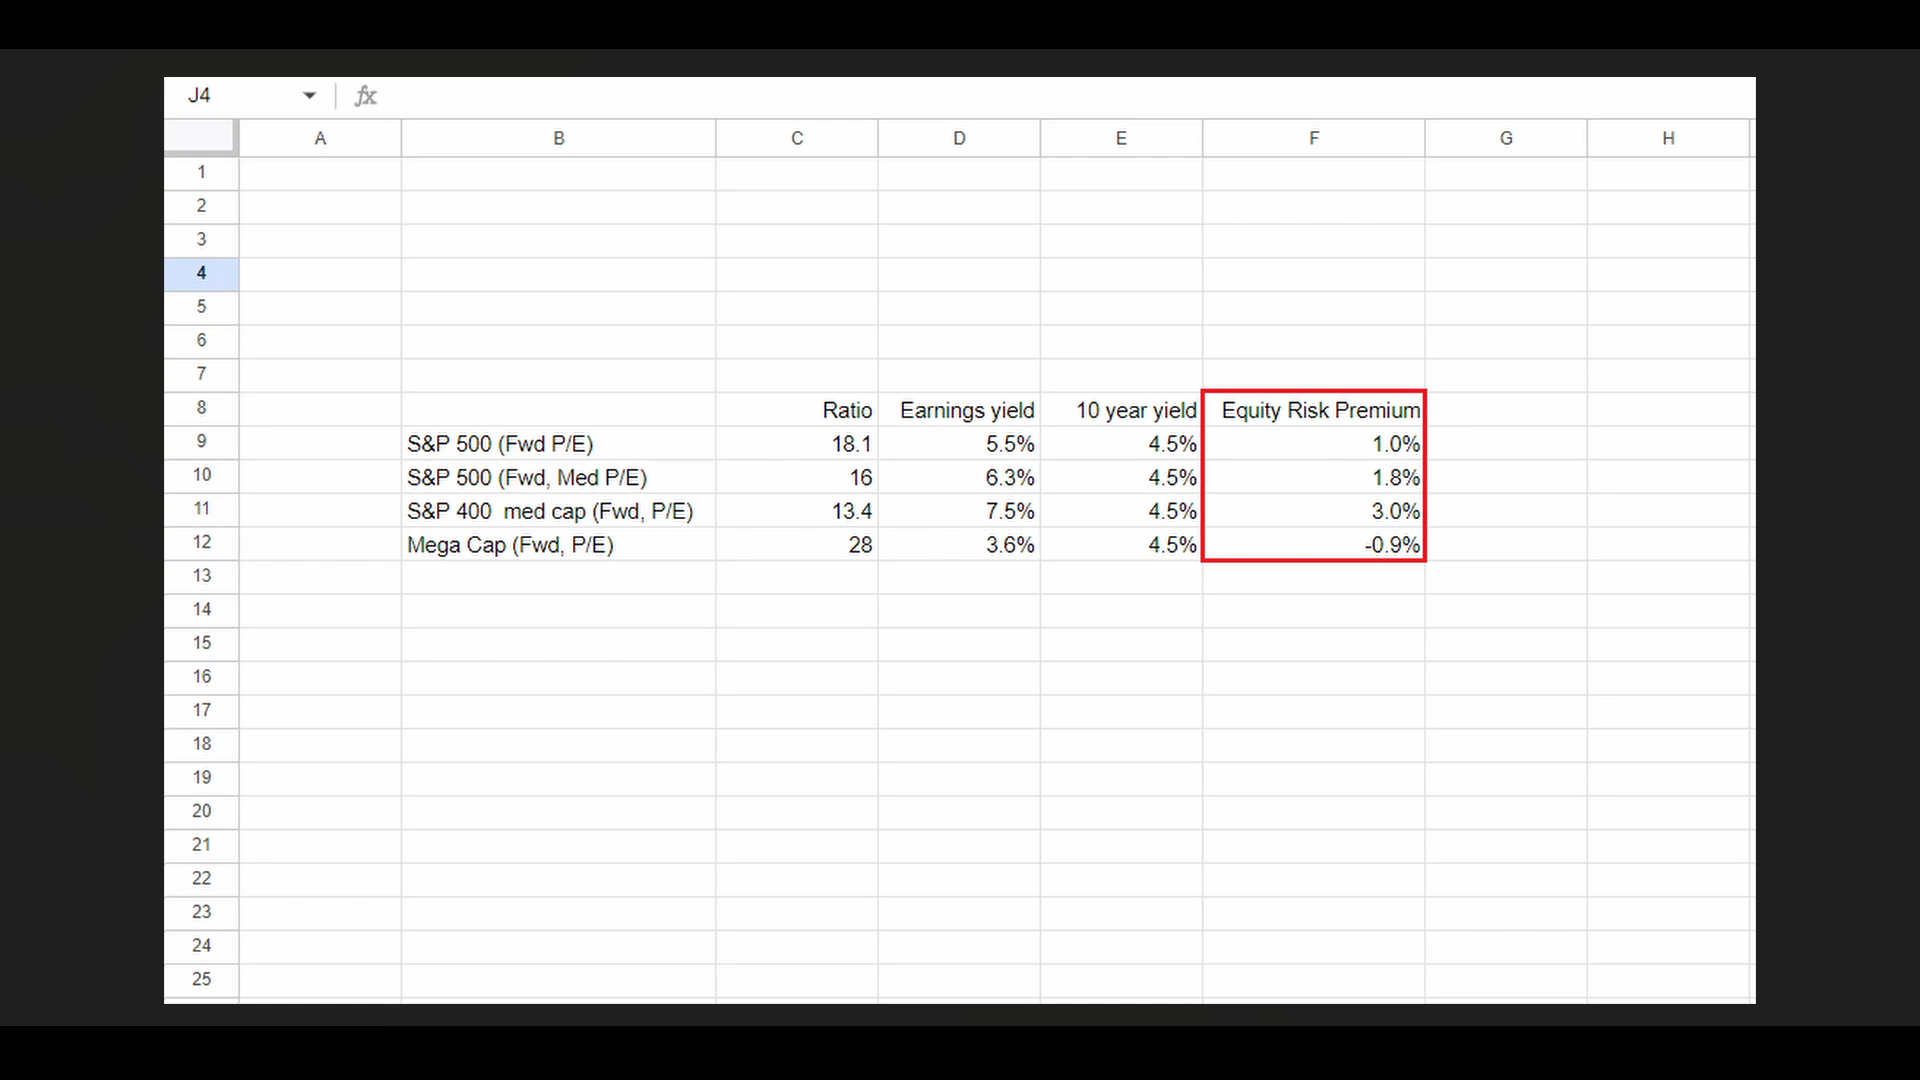 J4 fx
A B C D E F G H
1
2
3
4
5
6
7
8 Ratio Earnings yield 10 year yield Equity Risk Premium
9 S&P 500 (Fwd P/E) 18.1 5.5% 4.5% 1.0%
10 S&P 500 (Fwd, Med P/E) 16 6.3% 4.5% 1.8%
11 S&P 400  med cap (Fwd, P/E) 13.4 7.5% 4.5% 3.0%
12 Mega Cap (Fwd, P/E) 28 3.6% 4.5% -0.9%
13
14
15
16
17
18
19
20
21
22
23
24
25